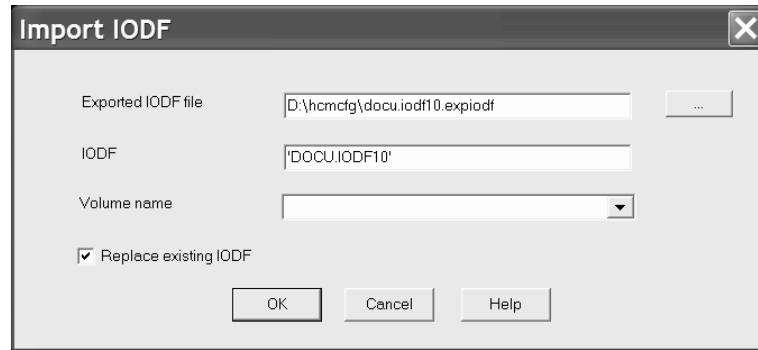 Import IODF
Exported IODF file D:\hcmcfg\docu.iodf10.expiodf ...
IODF 'DOCU.IODF10'
Volume name
Replace existing IODF
OK Cancel Help